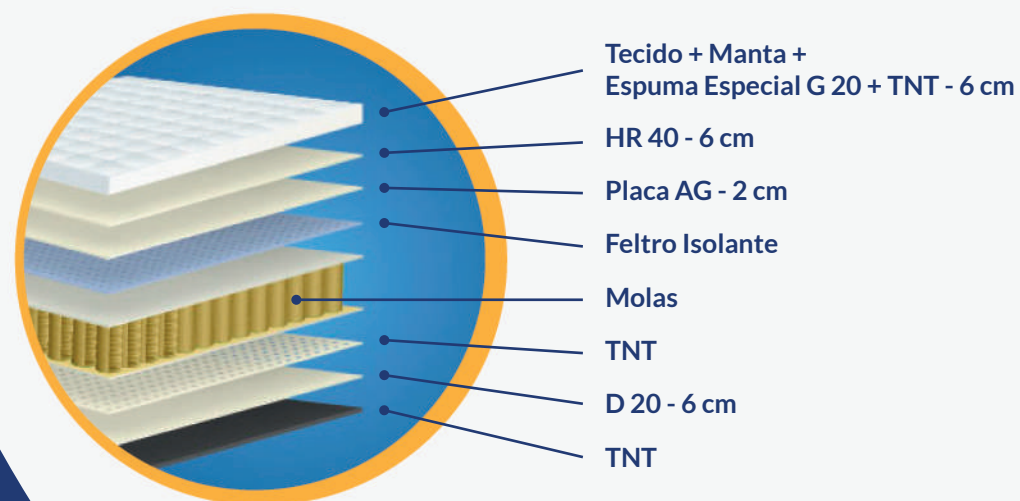 Tecido + Manta +
Espuma Especial G 20 + TNT - 6 cm
HR 40 - 6 cm
Placa AG - 2 cm
Feltro Isolante
Molas
TNT
D 20 - 6 cm
TNT